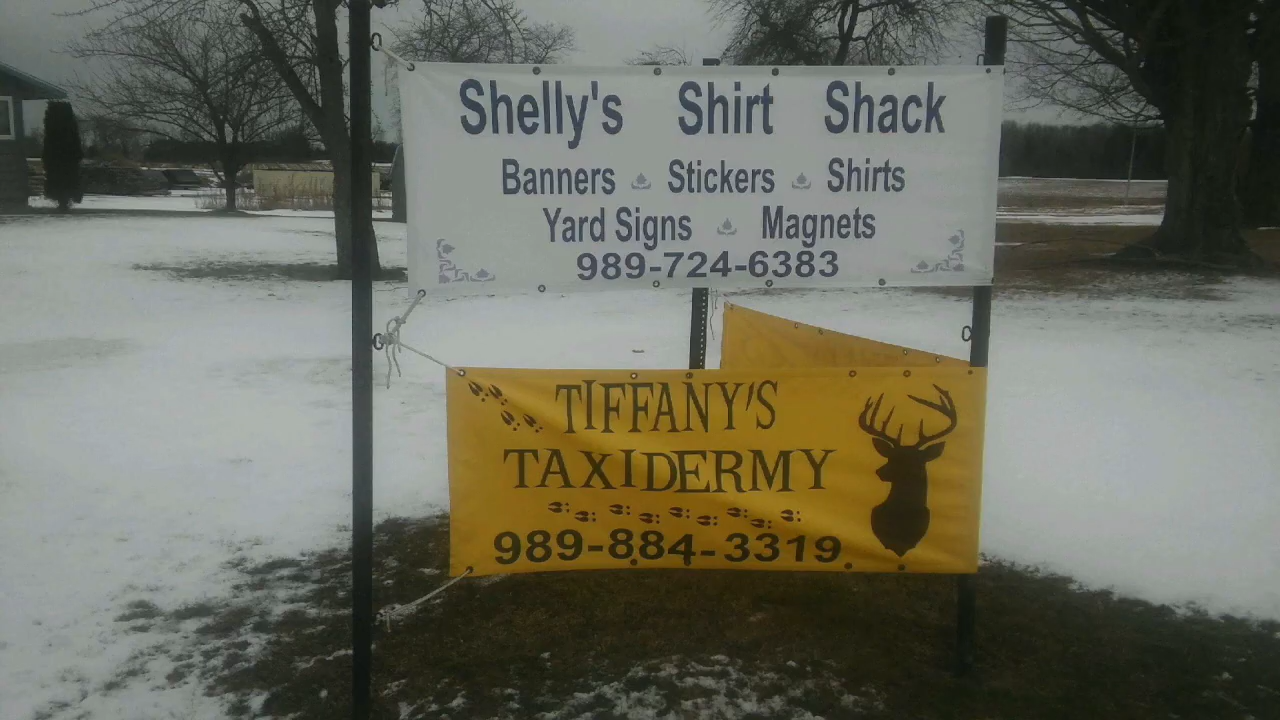 Shelly's Shirt Shack
Banners Stickers Shirts
Yard Signs Magnets
989-724-6383
TIFFANY'S
TAXIDERMY
989-884-3319